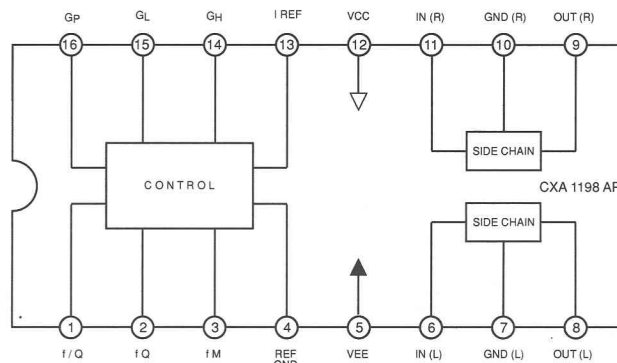 GP GL GH I REF VCC IN (R) GND (R) OUT (R)
16 15 14 13 12 11 10 9
SIDE CHAIN
CONTROL
CXA 1198 AP
SIDE CHAIN
1 2 3 4 5 6 7 8
f / Q f Q f M REF VEE IN (L) GND (L) OUT (L)
GND